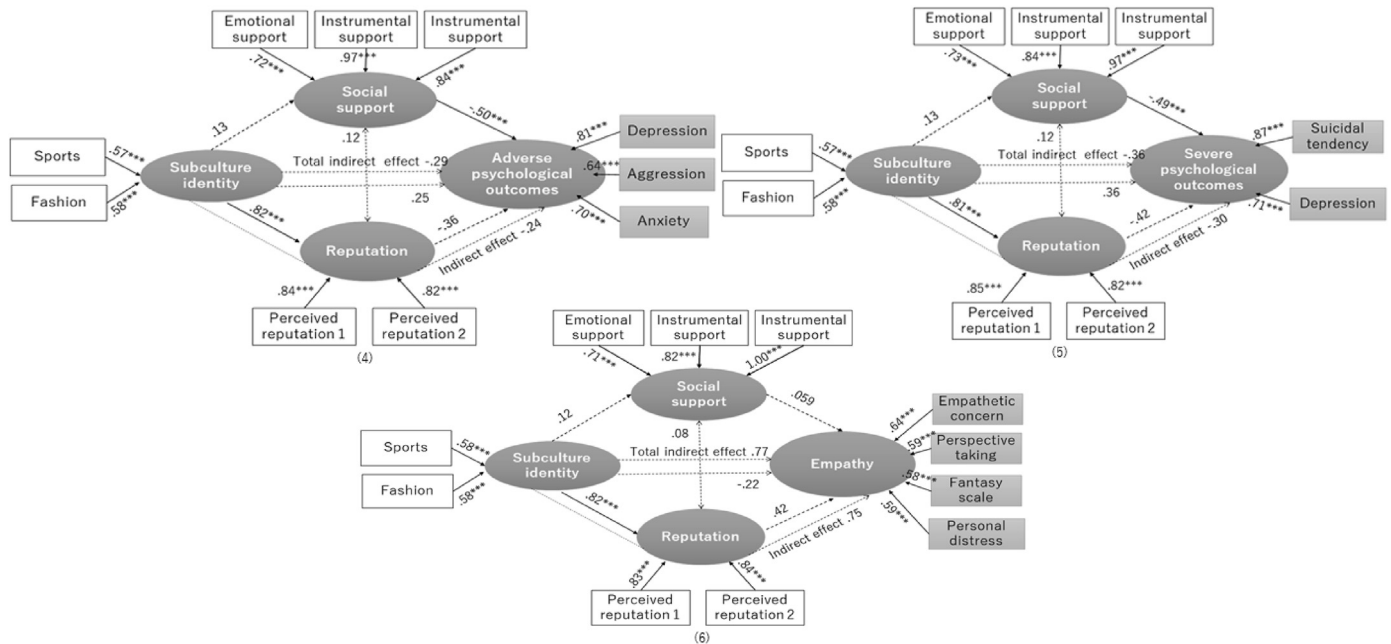 Emotional
support
Instrumental
support
Instrumental
support
.72***
.97***
.84***
Social
support
.13
.12
-.50***
Sports
Fashion
.57***
.58***
Subculture
identity
Total indirect effect -.29
.25
Adverse
psychological
outcomes
.81***
.64***
.70***
Depression
Aggression
Anxiety
.82***
-.36
Indirect effect -.24
Reputation
.84***
.82***
Perceived
reputation 1
Perceived
reputation 2
(4)
Emotional
support
Instrumental
support
Instrumental
support
.73***
.84***
.97***
Social
support
.13
.12
-.49***
Sports
Fashion
.57***
.58***
Subculture
identity
Total indirect effect -.36
.36
Severe
psychological
outcomes
.87***
.71***
Suicidal
tendency
Depression
.81***
-.42
Indirect effect -.30
Reputation
.85***
.82***
Perceived
reputation 1
Perceived
reputation 2
(5)
Emotional
support
Instrumental
support
Instrumental
support
.71***
.82***
1.00***
Social
support
.12
.08
.059
Sports
Fashion
.58***
.58***
Subculture
identity
Total indirect effect .77
-.22
Empathy
.64***
.59***
.58***
.59***
Empathetic
concern
Perspective
taking
Fantasy
scale
Personal
distress
.82***
.42
Indirect effect .75
Reputation
.83***
.84***
Perceived
reputation 1
Perceived
reputation 2
(6)